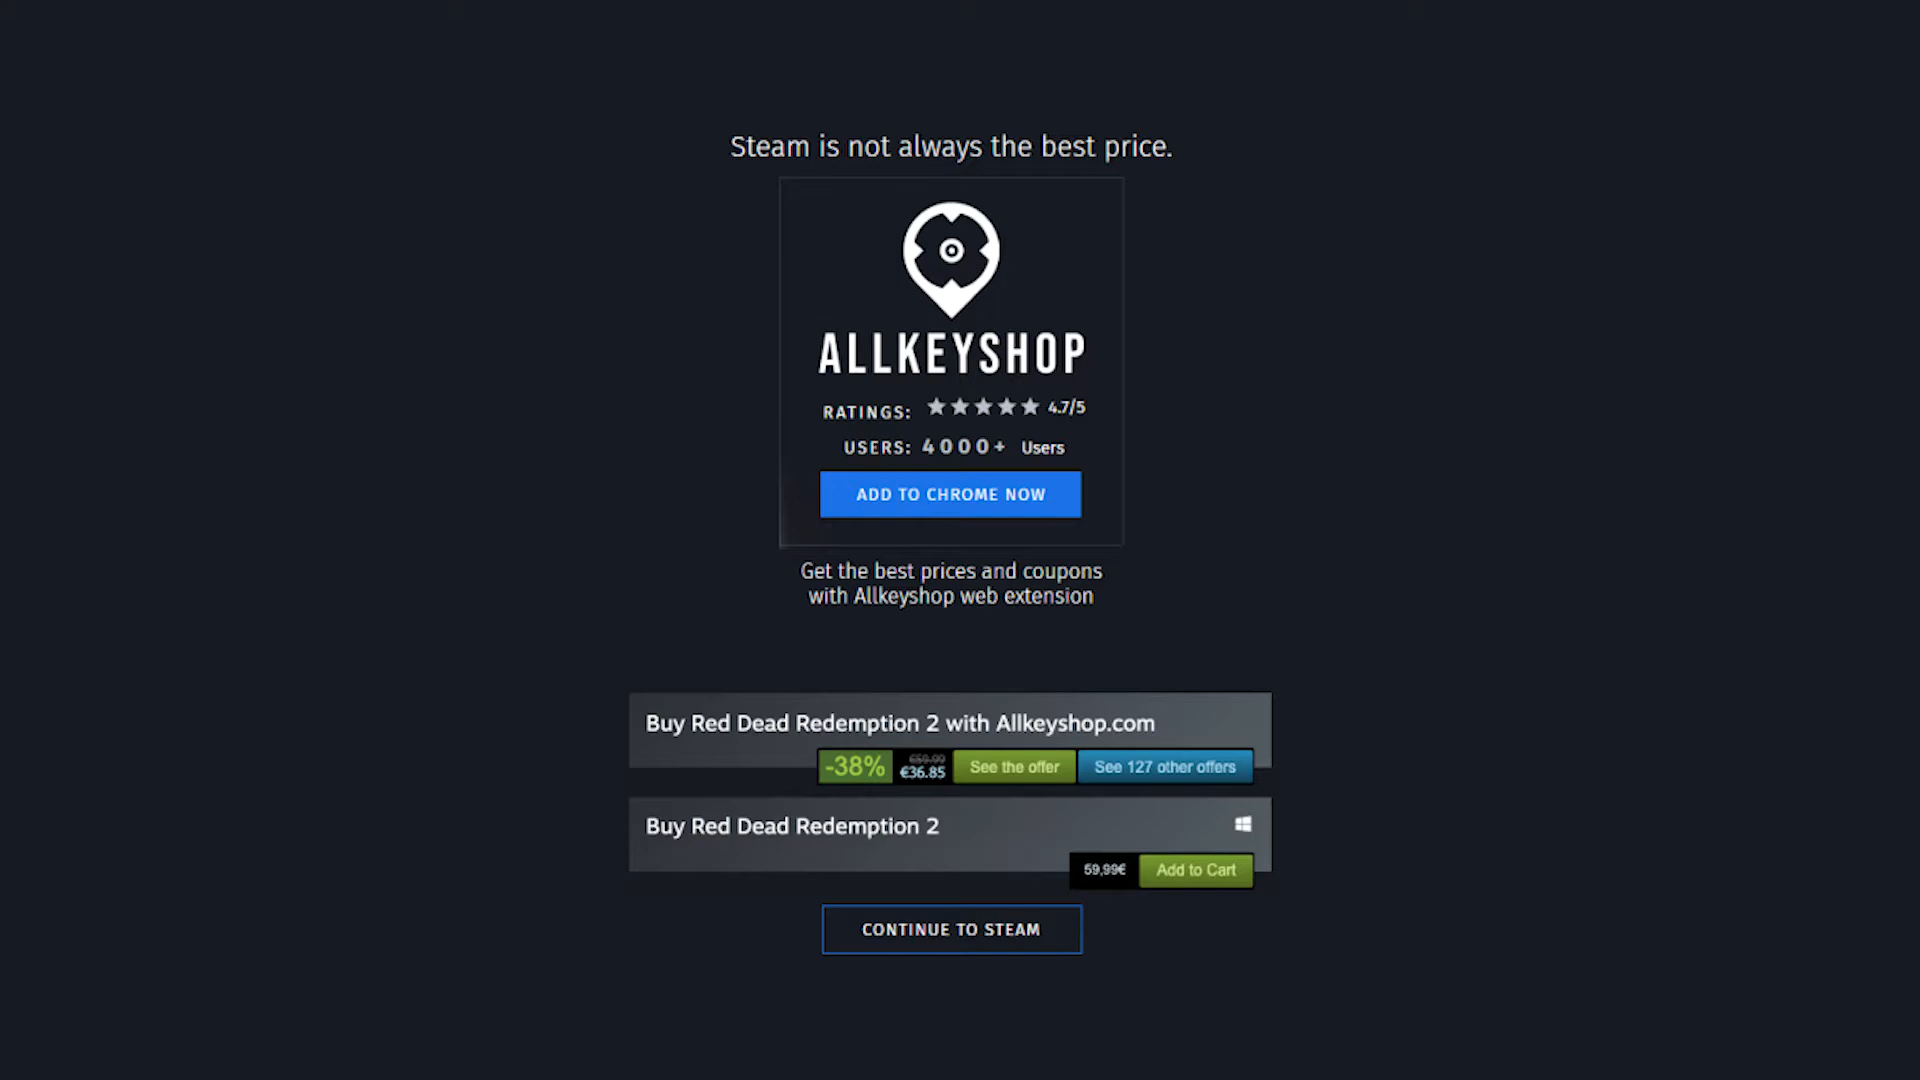 Steam is not always the best price.
ALLKEYSHOP
RATINGS: 4.7/5
USERS: 4000+ Users
ADD TO CHROME NOW
Get the best prices and coupons
with Allkeyshop web extension
Buy Red Dead Redemption 2 with Allkeyshop.com
-38% €59.99 €36.85 See the offer See 127 other offers
Buy Red Dead Redemption 2
59,99€ Add to Cart
CONTINUE TO STEAM